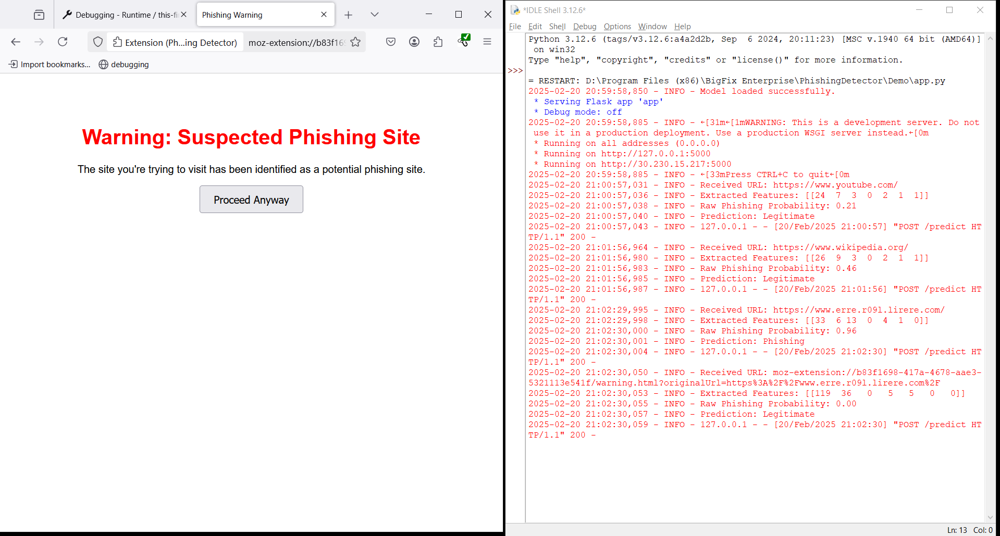 Debugging - Runtime / this-fi
Phishing Warning
Extension (Ph...ing Detector)
moz-extension://b83f169
Import bookmarks...
debugging
Warning: Suspected Phishing Site
The site you're trying to visit has been identified as a potential phishing site.
Proceed Anyway
*IDLE Shell 3.12.6*
File Edit Shell Debug Options Window Help
Python 3.12.6 (tags/v3.12.6:a4a2d2b, Sep  6 2024, 20:11:23) [MSC v.1940 64 bit (AMD64)]
on win32
Type "help", "copyright", "credits" or "license()" for more information.
>>>
= RESTART: D:\Program Files (x86)\BigFix Enterprise\PhishingDetector\Demo\app.py
2025-02-20 20:59:58,850 - INFO - Model loaded successfully.
* Serving Flask app 'app'
* Debug mode: off
2025-02-20 20:59:58,885 - INFO - ←[31m←[1mWARNING: This is a development server. Do not
use it in a production deployment. Use a production WSGI server instead.←[0m
* Running on all addresses (0.0.0.0)
* Running on http://127.0.0.1:5000
* Running on http://30.230.15.217:5000
2025-02-20 20:59:58,885 - INFO - ←[33mPress CTRL+C to quit←[0m
2025-02-20 21:00:57,031 - INFO - Received URL: https://www.youtube.com/
2025-02-20 21:00:57,036 - INFO - Extracted Features: [[24  7  3  0  2  1  1]]
2025-02-20 21:00:57,038 - INFO - Raw Phishing Probability: 0.21
2025-02-20 21:00:57,040 - INFO - Prediction: Legitimate
2025-02-20 21:00:57,043 - INFO - 127.0.0.1 - - [20/Feb/2025 21:00:57] "POST /predict HT
TP/1.1" 200 -
2025-02-20 21:01:56,964 - INFO - Received URL: https://www.wikipedia.org/
2025-02-20 21:01:56,980 - INFO - Extracted Features: [[26  9  3  0  2  1  1]]
2025-02-20 21:01:56,983 - INFO - Raw Phishing Probability: 0.46
2025-02-20 21:01:56,985 - INFO - Prediction: Legitimate
2025-02-20 21:01:56,987 - INFO - 127.0.0.1 - - [20/Feb/2025 21:01:56] "POST /predict HT
TP/1.1" 200 -
2025-02-20 21:02:29,995 - INFO - Received URL: https://www.erre.r09l.lirere.com/
2025-02-20 21:02:29,998 - INFO - Extracted Features: [[33  6 13  0  4  1  0]]
2025-02-20 21:02:30,000 - INFO - Raw Phishing Probability: 0.96
2025-02-20 21:02:30,001 - INFO - Prediction: Phishing
2025-02-20 21:02:30,004 - INFO - 127.0.0.1 - - [20/Feb/2025 21:02:30] "POST /predict HT
TP/1.1" 200 -
2025-02-20 21:02:30,050 - INFO - Received URL: moz-extension://b83f1698-417a-4678-aae3-
5321113e541f/warning.html?originalUrl=https%3A%2F%2Fwww.erre.r09l.lirere.com%2F
2025-02-20 21:02:30,053 - INFO - Extracted Features: [[119  36   0   5   5   0   0]]
2025-02-20 21:02:30,055 - INFO - Raw Phishing Probability: 0.00
2025-02-20 21:02:30,057 - INFO - Prediction: Legitimate
2025-02-20 21:02:30,059 - INFO - 127.0.0.1 - - [20/Feb/2025 21:02:30] "POST /predict HT
TP/1.1" 200 -
Ln: 13 Col: 0